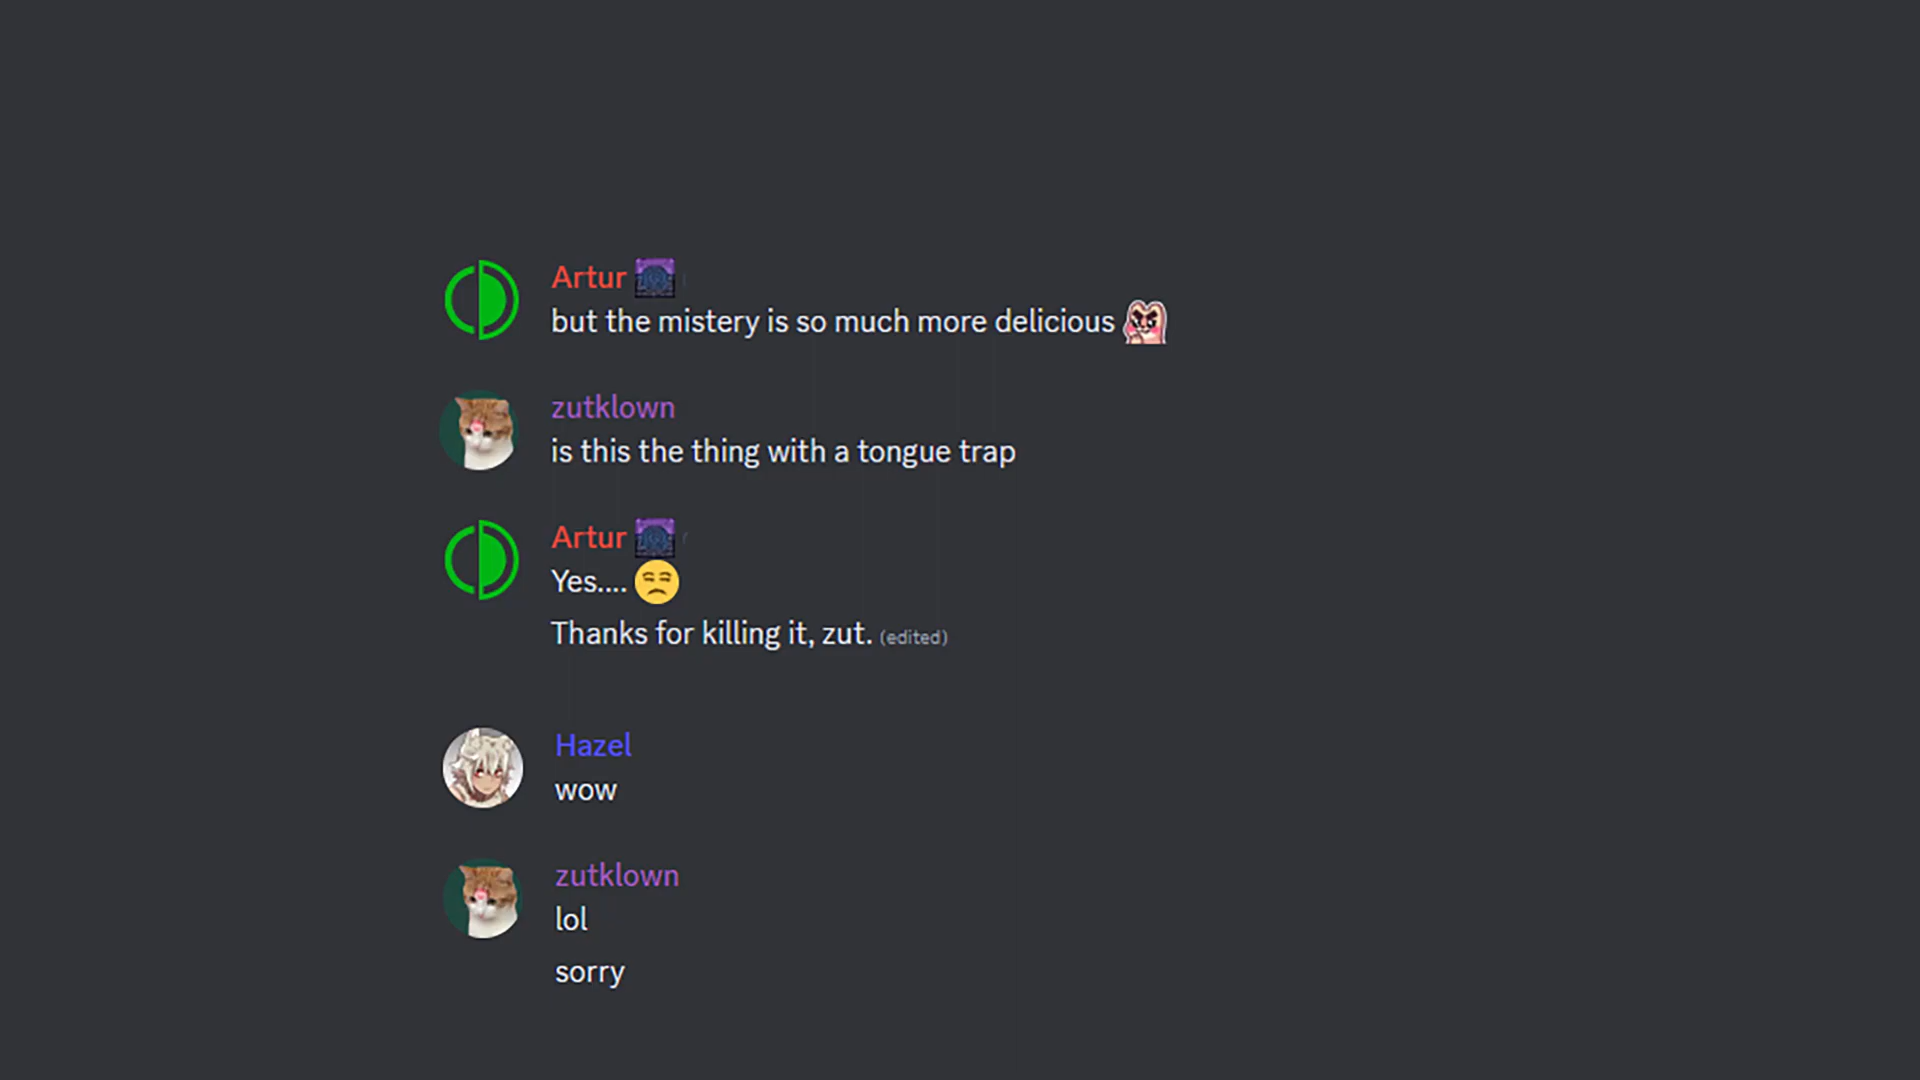 Artur
but the mistery is so much more delicious
zutklown
is this the thing with a tongue trap
Artur
Yes....
Thanks for killing it, zut. (edited)
Hazel
wow
zutklown
lol
sorry